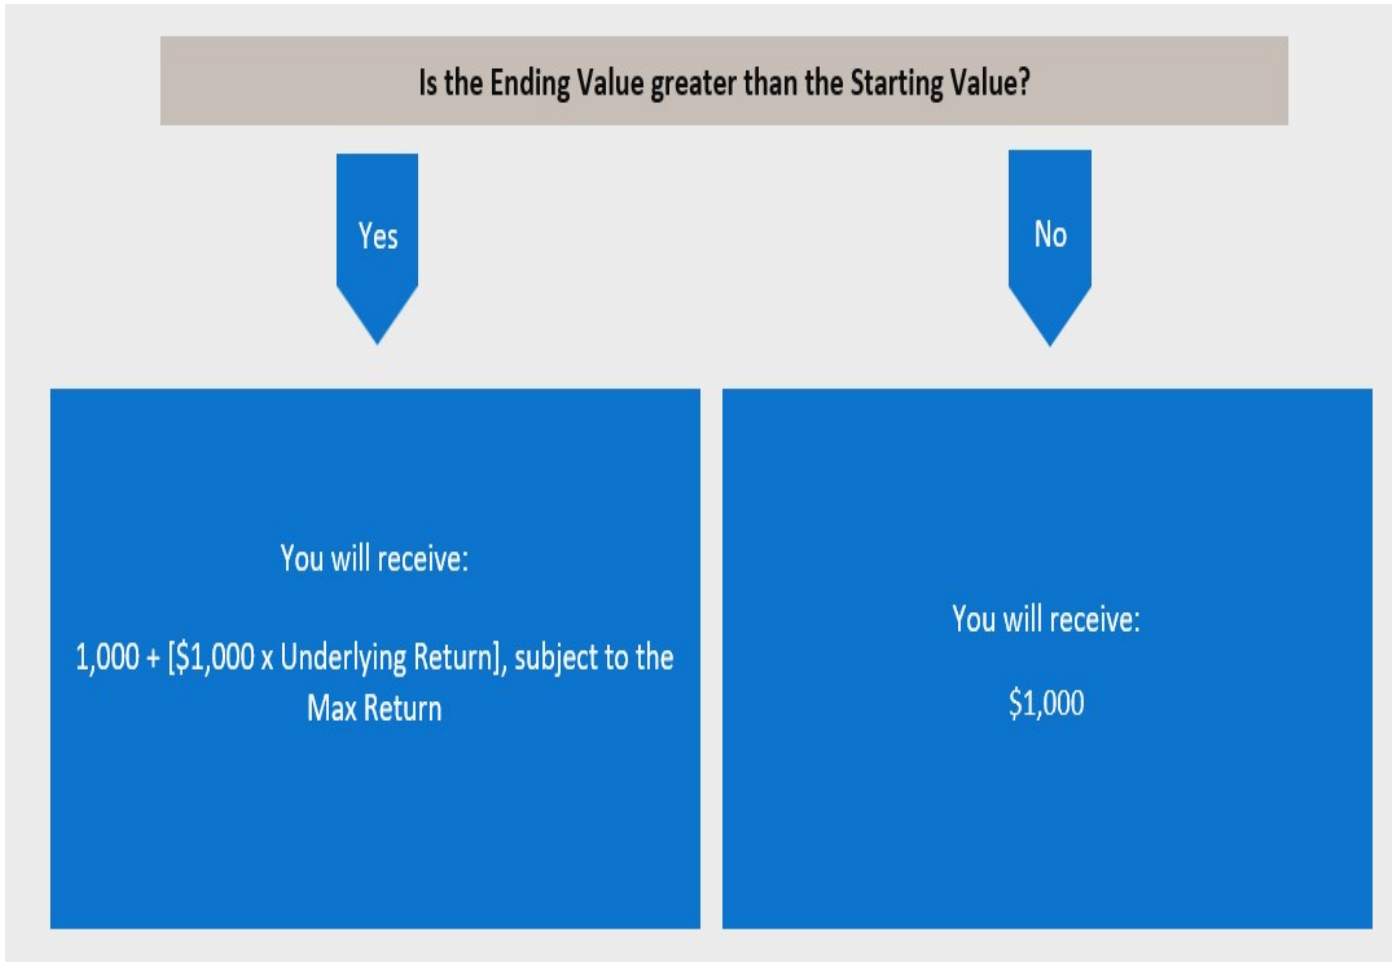 Is the Ending Value greater than the Starting Value?
Yes
No
You will receive:
1,000 + [$1,000 x Underlying Return], subject to the
Max Return
You will receive:
$1,000